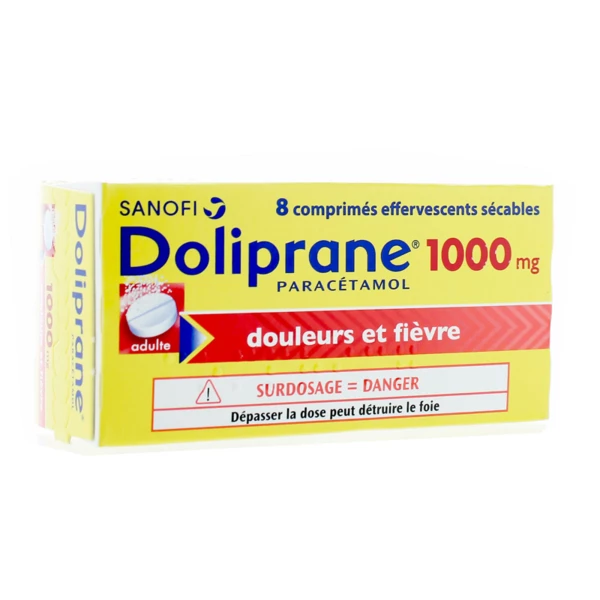 SANOFI
8 comprimés effervescents sécables
Doliprane® 1000 mg
PARACÉTAMOL
adulte
douleurs et fièvre
SURDOSAGE = DANGER
Dépasser la dose peut détruire le foie
Doliprane®
1000 mg
PARACÉTAMOL